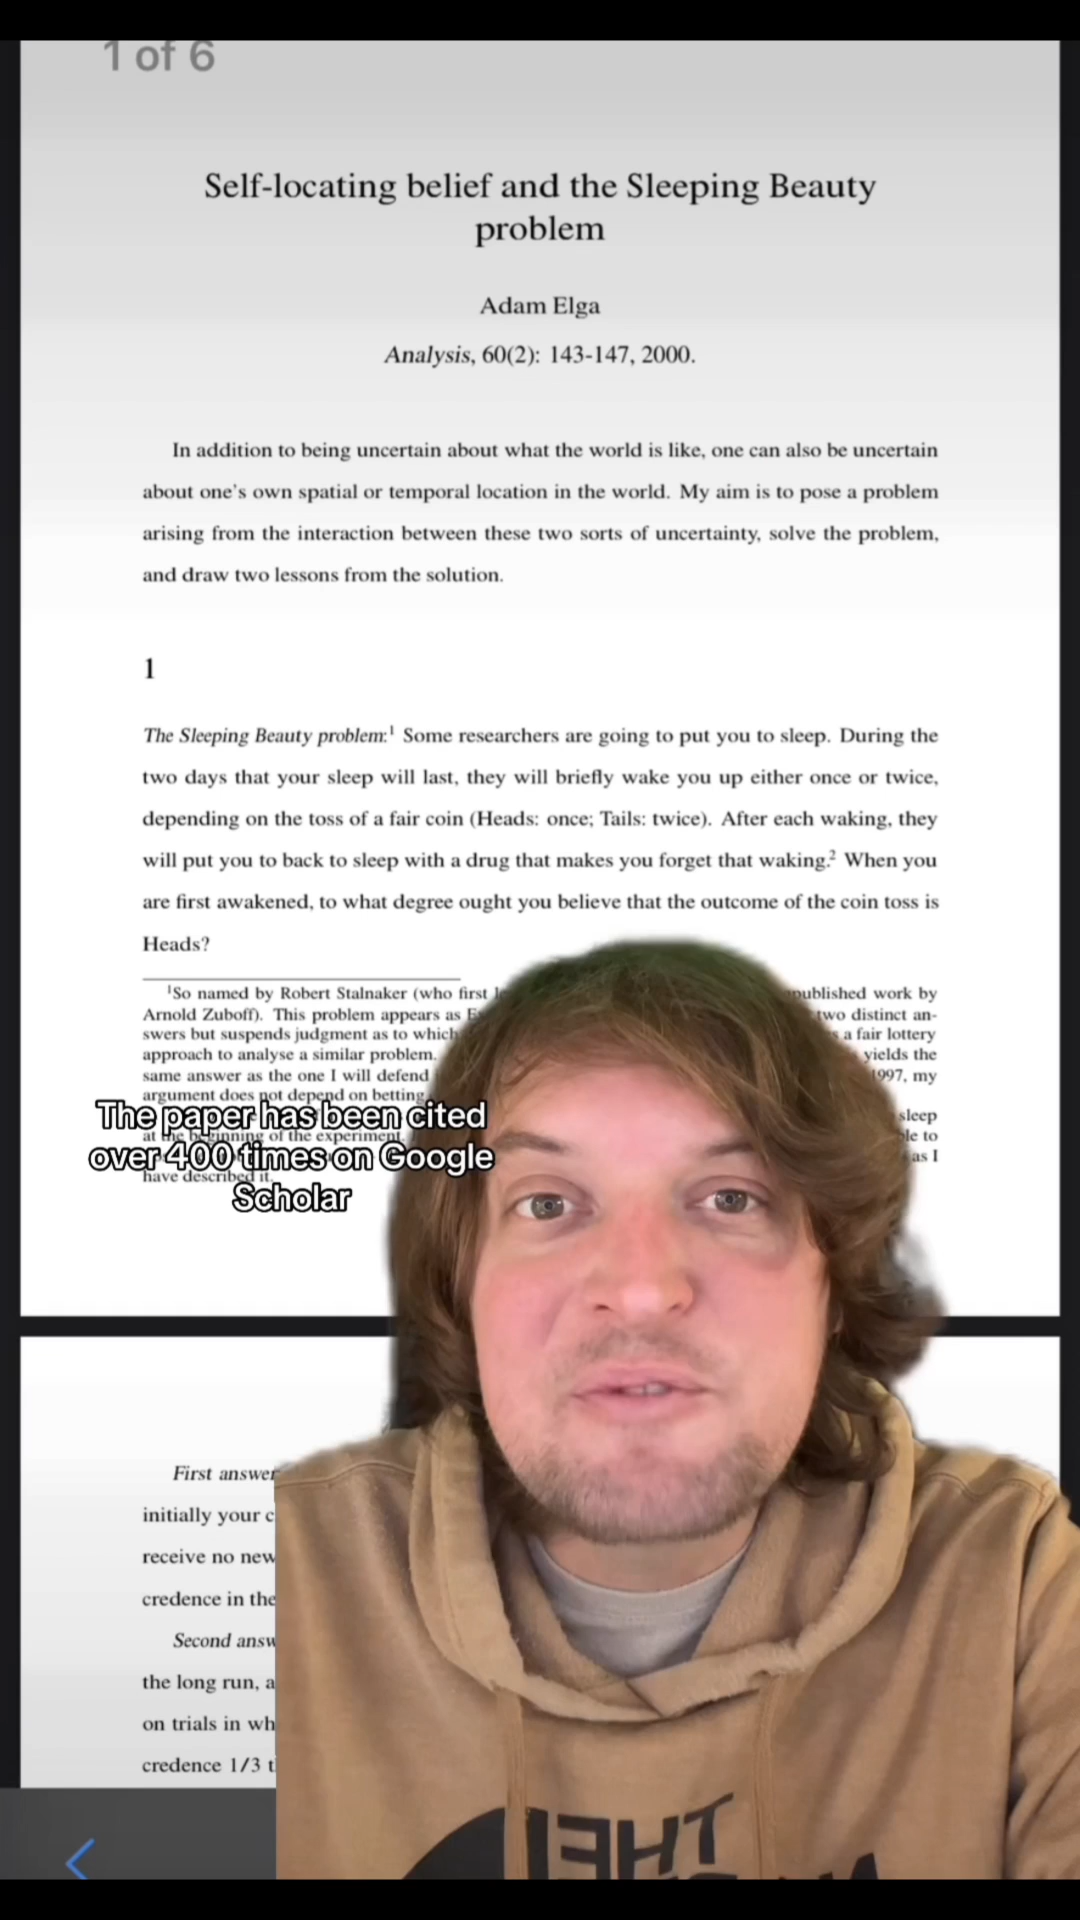 1 of 6
Self-locating belief and the Sleeping Beauty
problem
Adam Elga
Analysis, 60(2): 143-147, 2000.
In addition to being uncertain about what the world is like, one can also be uncertain
about one's own spatial or temporal location in the world. My aim is to pose a problem
arising from the interaction between these two sorts of uncertainty, solve the problem,
and draw two lessons from the solution.
1
The Sleeping Beauty problem:1 Some researchers are going to put you to sleep. During the
two days that your sleep will last, they will briefly wake you up either once or twice,
depending on the toss of a fair coin (Heads: once; Tails: twice). After each waking, they
will put you to back to sleep with a drug that makes you forget that waking.2 When you
are first awakened, to what degree ought you believe that the outcome of the coin toss is
Heads?
1So named by Robert Stalnaker (who first published work by
Arnold Zuboff). This problem appears as two distinct an-
swers but suspends judgment as to which a fair lottery
approach to analyse a similar problem. yields the
same answer as the one I will defend 1997, my
argument does not depend on betting
sleep
at the beginning of the experiment. to
as I
have described it.
The paper has been cited
over 400 times on Google
Scholar
First answer
initially your
receive no new
credence in the
Second
the long run,
on trials in
credence 1/3
THE